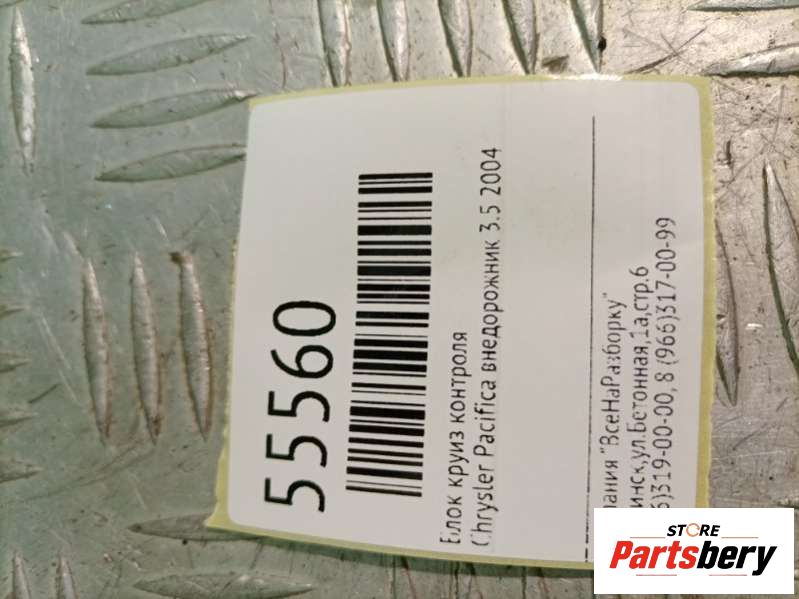 55560
Блок круиз контроля
Chrysler Pacifica внедорожник 3.5 2004
"ВсеНаРазборку"
ул.Бетонная,1а,стр.6
)319-00-00, 8 (966)317-00-99
STORE
Partsbery